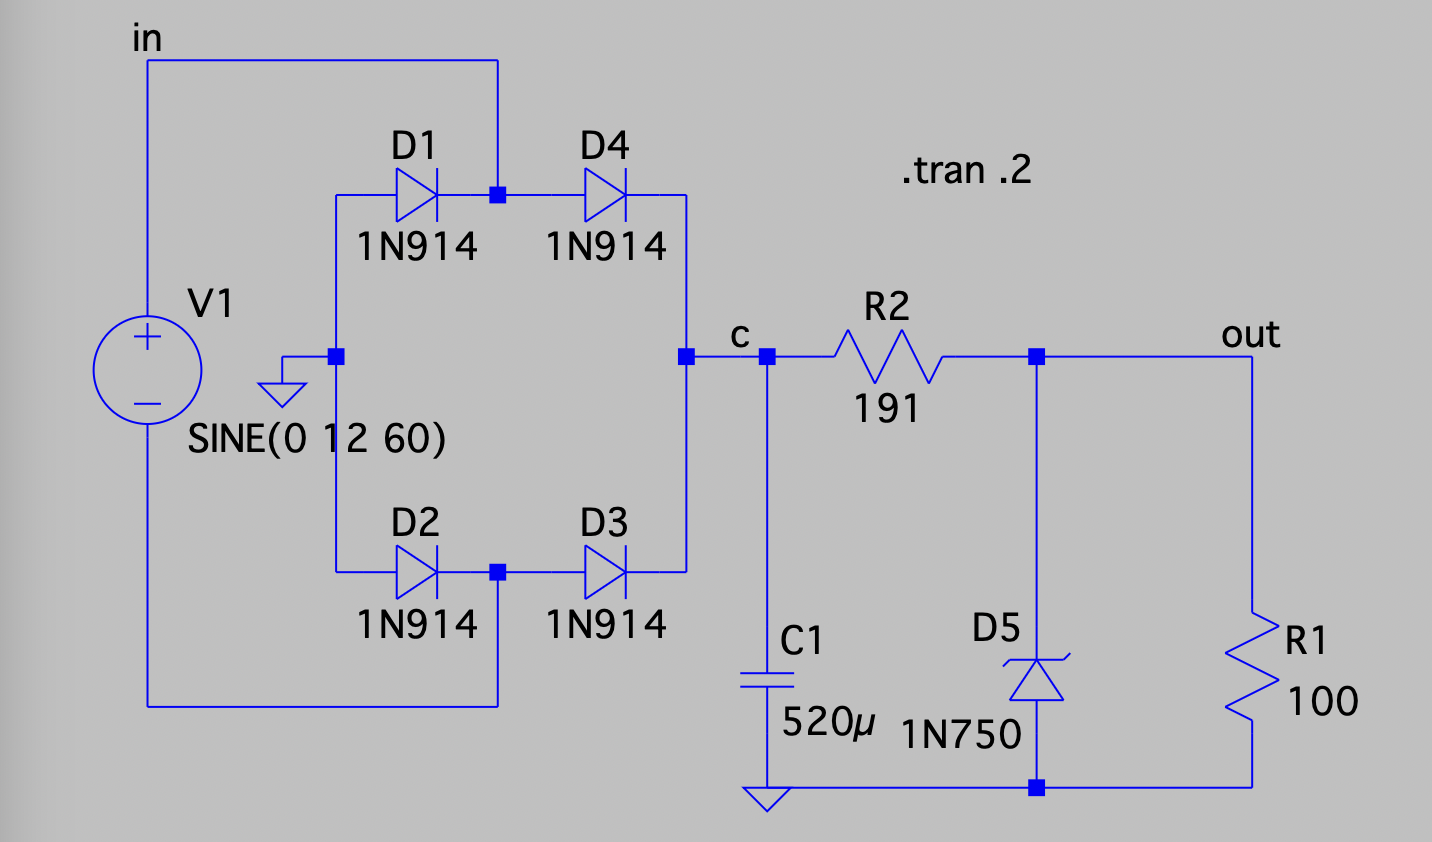 in
D1
D4
.tran .2
1N914
1N914
V1
R2
c
out
191
SINE(0 12 60)
D2
D3
1N914
1N914
C1
D5
R1
520µ
1N750
100